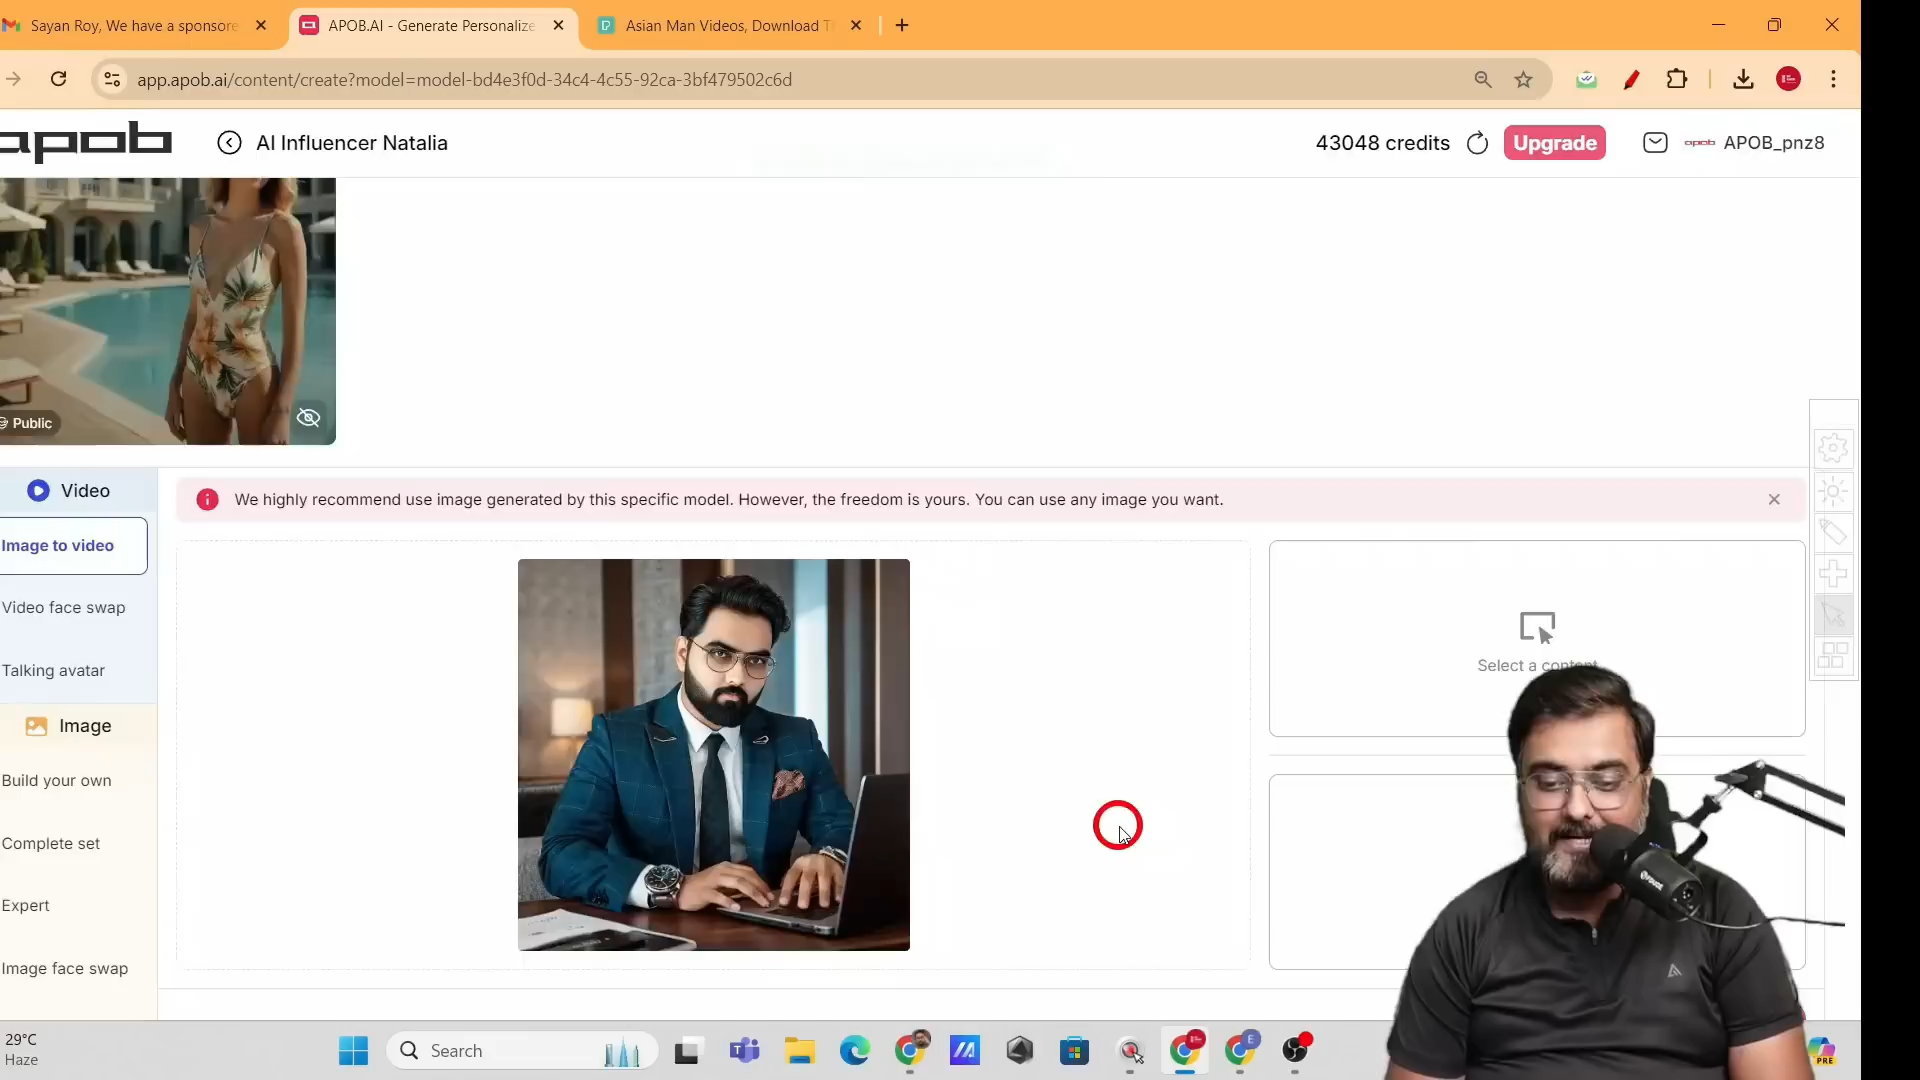 Sayan Roy, We have a sponsore
APOB.AI - Generate Personalize
Asian Man Videos, Download T
app.apob.ai/content/create?model=model-bd4e3f0d-34c4-4c55-92ca-3bf479502c6d
apob
AI Influencer Natalia
43048 credits
Upgrade
apob
APOB_pnz8
Public
Video
We highly recommend use image generated by this specific model. However, the freedom is yours. You can use any image you want.
Image to video
Video face swap
Talking avatar
Select a content
Image
Build your own
Complete set
Expert
Image face swap
29°C
Haze
Search
PRE